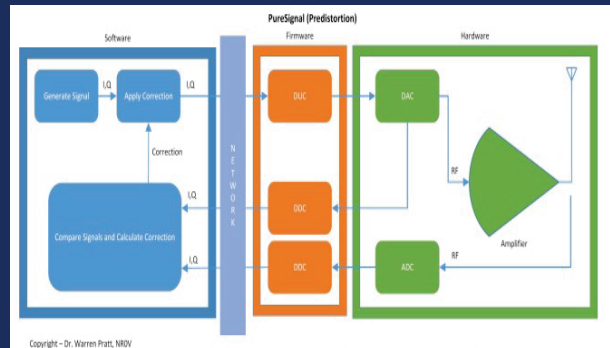 PureSignal (Predistortion)
Software
Firmware
Hardware
Generate Signal
I,Q
Apply Correction
I,Q
DUC
DAC
Correction
NETWORK
RF
I,Q
DDC
Compare Signals and Calculate Correction
Amplifier
I,Q
DDC
ADC
RF
Copyright – Dr. Warren Pratt, NR0V